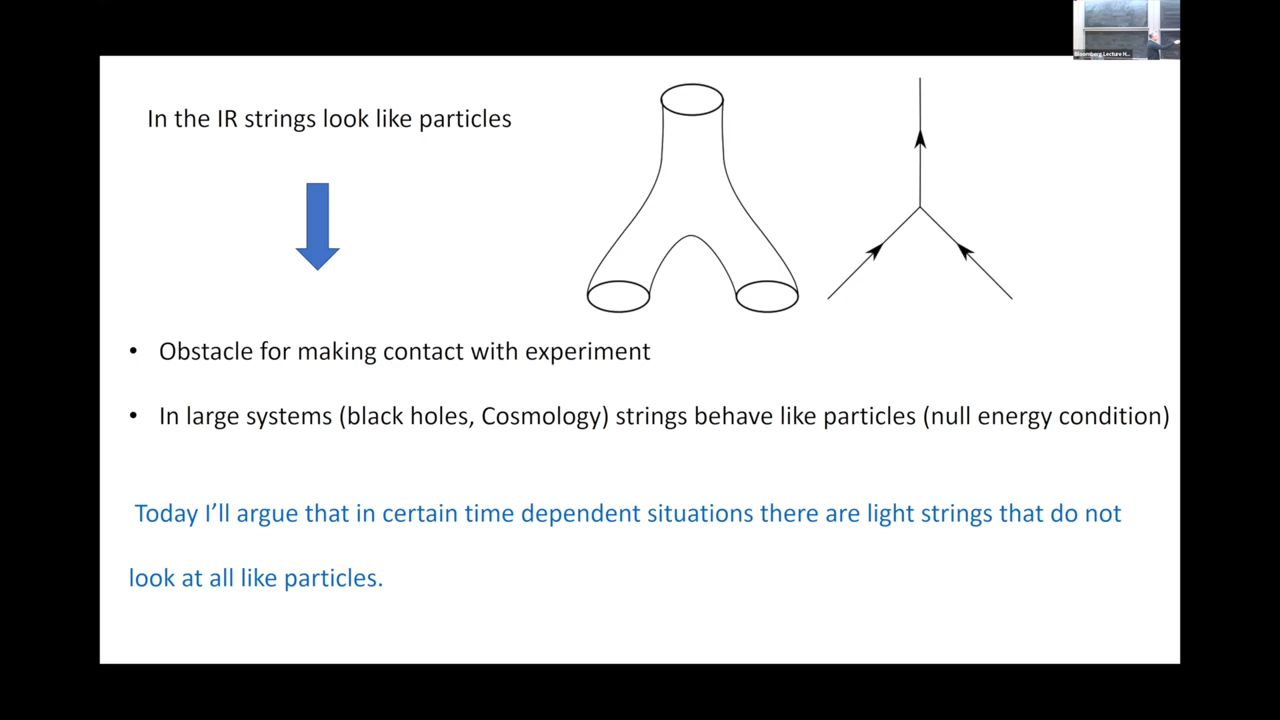 In the IR strings look like particles
• Obstacle for making contact with experiment
• In large systems (black holes, Cosmology) strings behave like particles (null energy condition)
Today I’ll argue that in certain time dependent situations there are light strings that do not
look at all like particles.
Bloomberg Lecture H...